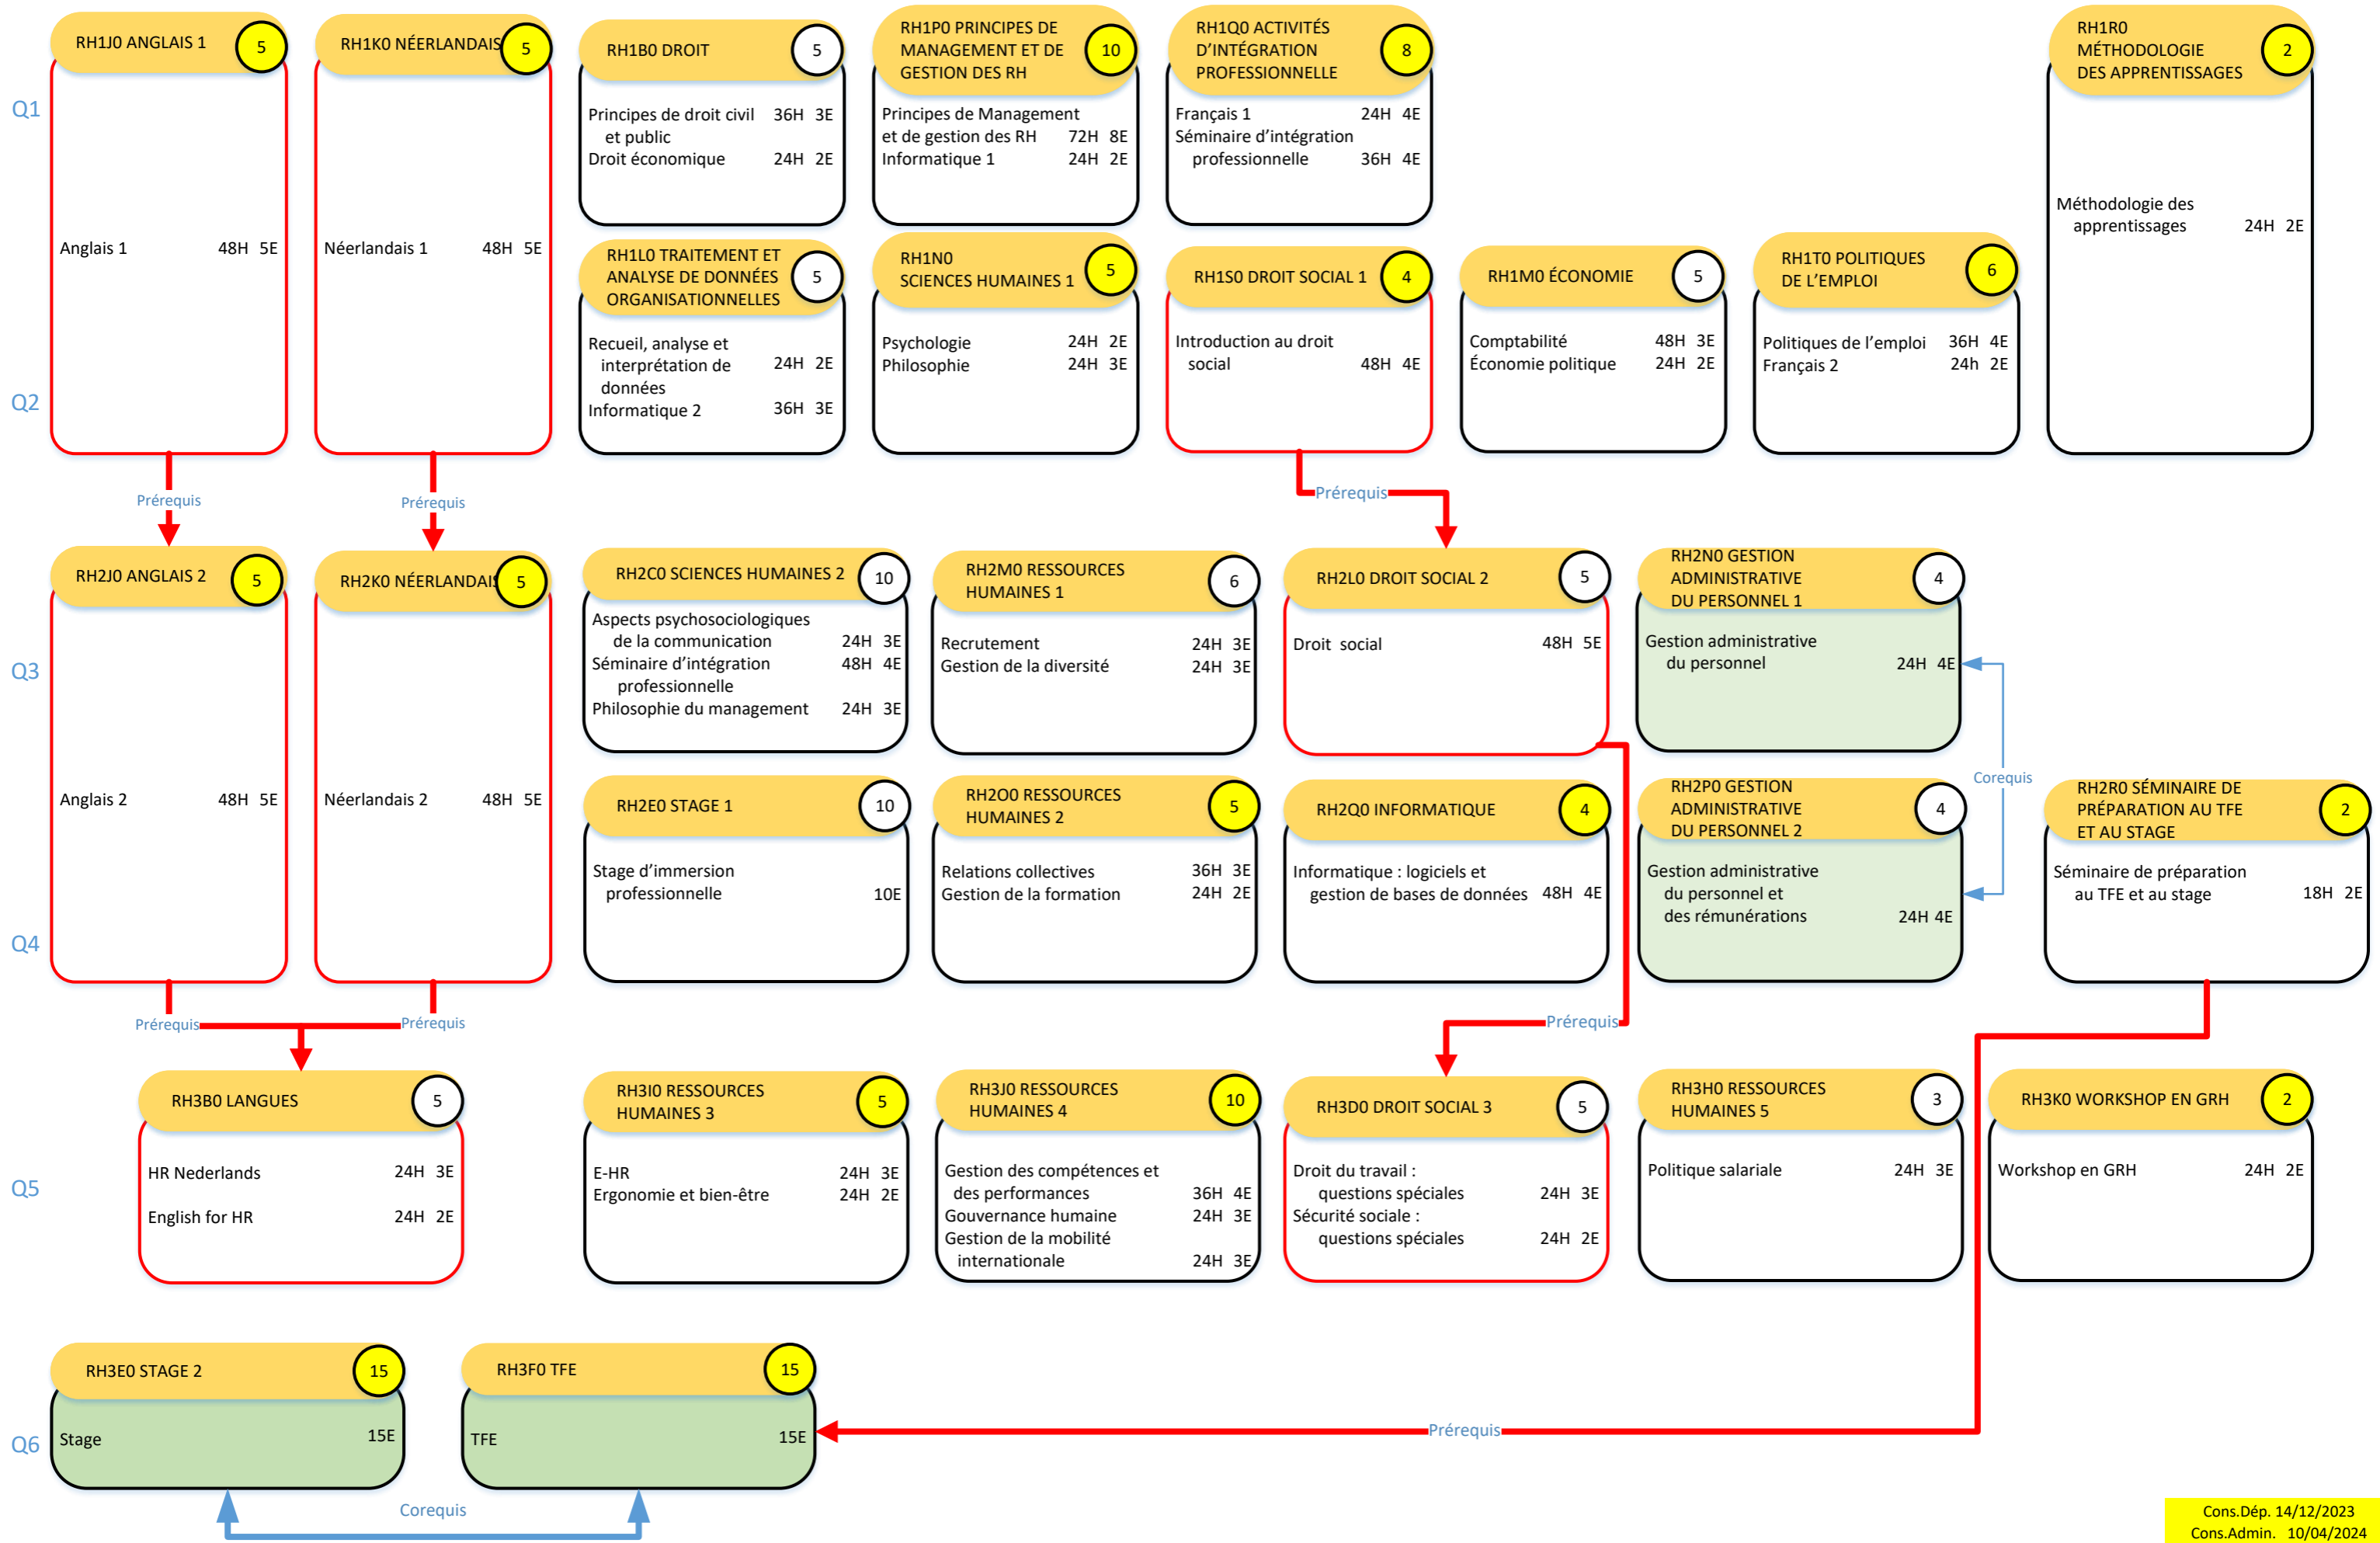 RH1J0 ANGLAIS 1
5
RH1K0 NÉERLANDAIS
5
RH1B0 DROIT
5
RH1P0 PRINCIPES DE
MANAGEMENT ET DE
GESTION DES RH
10
RH1Q0 ACTIVITÉS
D'INTÉGRATION
PROFESSIONNELLE
8
RH1R0
MÉTHODOLOGIE
DES APPRENTISSAGES
2
Q1
Principes de droit civil 36H 3E
et public
Droit économique 24H 2E
Principes de Management
et de gestion des RH 72H 8E
Informatique 1 24H 2E
Français 1 24H 4E
Séminaire d'intégration
professionnelle 36H 4E
Méthodologie des
apprentissages 24H 2E
Anglais 1 48H 5E
Néerlandais 1 48H 5E
RH1L0 TRAITEMENT ET
ANALYSE DE DONNÉES
ORGANISATIONNELLES
5
RH1N0
SCIENCES HUMAINES 1
5
RH1S0 DROIT SOCIAL 1
4
RH1M0 ÉCONOMIE
5
RH1T0 POLITIQUES
DE L'EMPLOI
6
Recueil, analyse et
interprétation de 24H 2E
données
Informatique 2 36H 3E
Psychologie 24H 2E
Philosophie 24H 3E
Introduction au droit
social 48H 4E
Comptabilité 48H 3E
Économie politique 24H 2E
Politiques de l'emploi 36H 4E
Français 2 24h 2E
Q2
Prérequis
Prérequis
Prérequis
RH2J0 ANGLAIS 2
5
RH2K0 NÉERLANDAIS
5
RH2C0 SCIENCES HUMAINES 2
10
RH2M0 RESSOURCES
HUMAINES 1
6
RH2L0 DROIT SOCIAL 2
5
RH2N0 GESTION
ADMINISTRATIVE
DU PERSONNEL 1
4
Q3
Aspects psychosociologiques
de la communication 24H 3E
Séminaire d'intégration 48H 4E
professionnelle
Philosophie du management 24H 3E
Recrutement 24H 3E
Gestion de la diversité 24H 3E
Droit social 48H 5E
Gestion administrative
du personnel 24H 4E
Corequis
Anglais 2 48H 5E
Néerlandais 2 48H 5E
RH2E0 STAGE 1
10
RH2O0 RESSOURCES
HUMAINES 2
5
RH2Q0 INFORMATIQUE
4
RH2P0 GESTION
ADMINISTRATIVE
DU PERSONNEL 2
4
RH2R0 SÉMINAIRE DE
PRÉPARATION AU TFE
ET AU STAGE
2
Stage d'immersion
professionnelle 10E
Relations collectives 36H 3E
Gestion de la formation 24H 2E
Informatique : logiciels et
gestion de bases de données 48H 4E
Gestion administrative
du personnel et
des rémunérations 24H 4E
Séminaire de préparation
au TFE et au stage 18H 2E
Q4
Prérequis
Prérequis
Prérequis
RH3B0 LANGUES
5
RH3I0 RESSOURCES
HUMAINES 3
5
RH3J0 RESSOURCES
HUMAINES 4
10
RH3D0 DROIT SOCIAL 3
5
RH3H0 RESSOURCES
HUMAINES 5
3
RH3K0 WORKSHOP EN GRH
2
Q5
HR Nederlands 24H 3E
English for HR 24H 2E
E-HR 24H 3E
Ergonomie et bien-être 24H 2E
Gestion des compétences et
des performances 36H 4E
Gouvernance humaine 24H 3E
Gestion de la mobilité
internationale 24H 3E
Droit du travail :
questions spéciales 24H 3E
Sécurité sociale :
questions spéciales 24H 2E
Politique salariale 24H 3E
Workshop en GRH 24H 2E
RH3E0 STAGE 2
15
RH3F0 TFE
15
Q6
Stage 15E
TFE 15E
Prérequis
Corequis
Cons.Dép. 14/12/2023
Cons.Admin. 10/04/2024